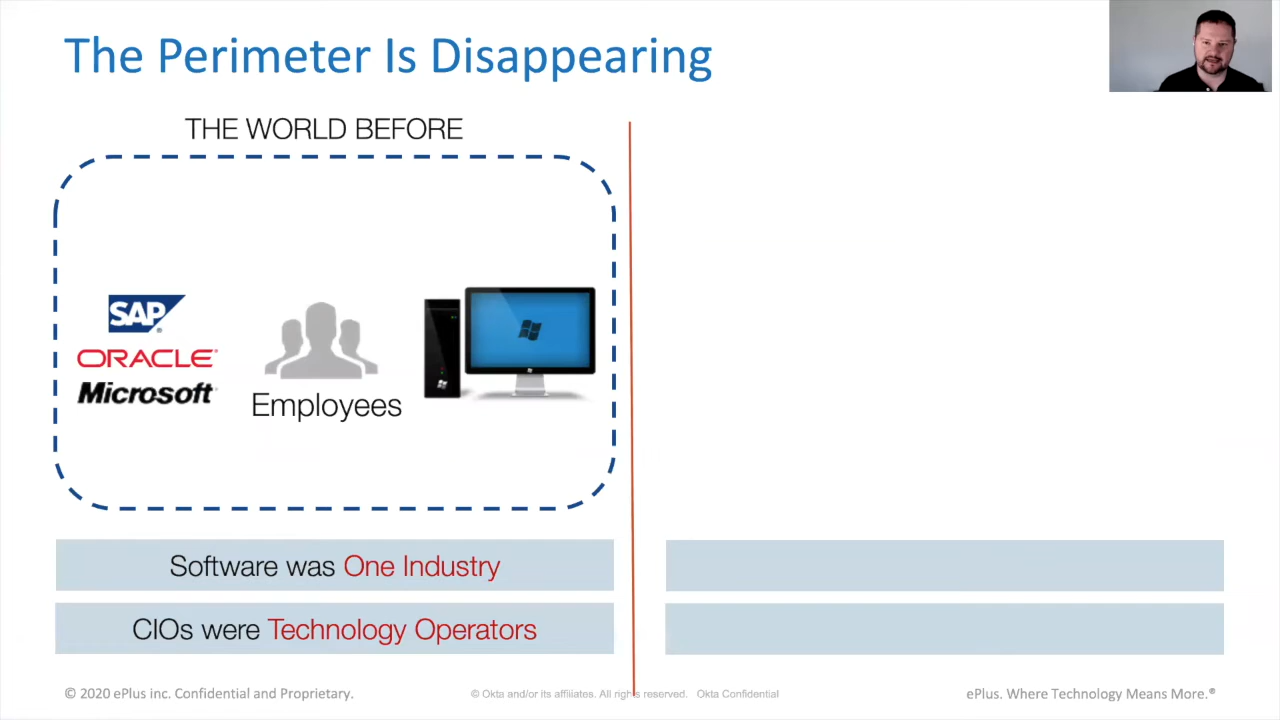 The Perimeter Is Disappearing
THE WORLD BEFORE
SAP
ORACLE
Microsoft
Employees
Software was One Industry
CIOs were Technology Operators
© 2020 ePlus inc. Confidential and Proprietary.
© Okta and/or its affiliates. All rights reserved. Okta Confidential
ePlus. Where Technology Means More.®